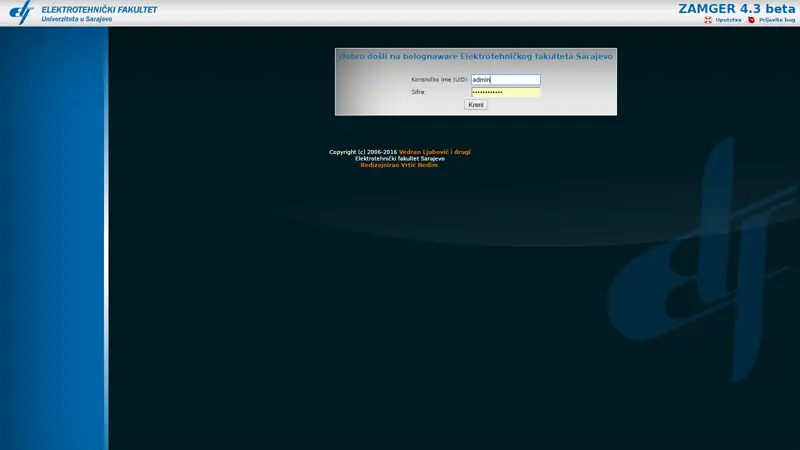 ELEKTROTEHNIČKI FAKULTET
Univerziteta u Sarajevo
ZAMGER 4.3 beta
Uputstva
Prijavite bug
Dobro došli na bolognaware Elektrotehničkog fakulteta Sarajevo
Korisničko ime (UID):
admin
Šifra:
••••••••••••
Kreni
Copyright (c) 2006-2016 Vedran Ljubović i drugi
Elektrotehnički fakultet Sarajevo
Redizajnirao Vrtić Nedim